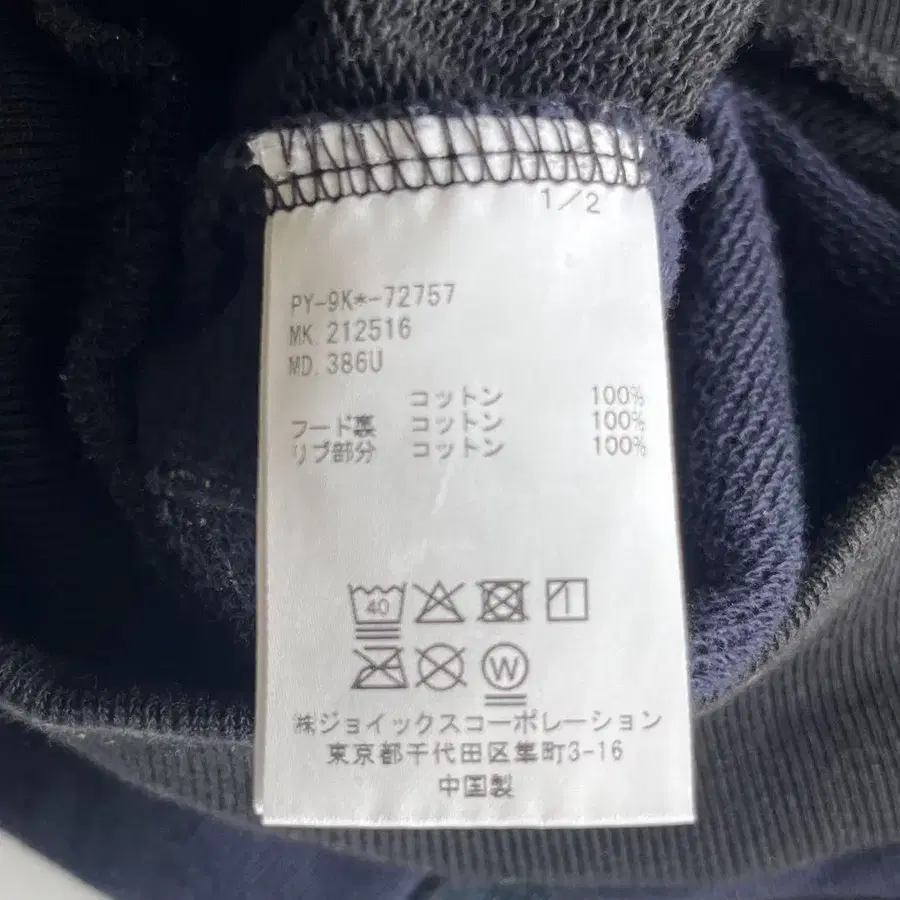 1/2
PY-9K*-72757
MK.212516
MD.386U
コットン 100%
フード裏 コットン 100%
リブ部分 コットン 100%
40
W
㈱ジョイックスコーポレーション
東京都千代田区隼町3-16
中国製